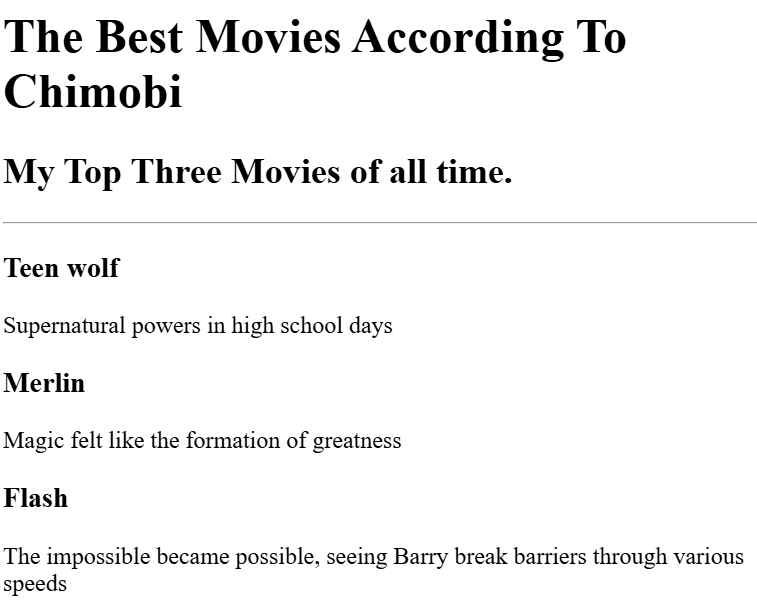 The Best Movies According To
Chimobi
My Top Three Movies of all time.
Teen wolf
Supernatural powers in high school days
Merlin
Magic felt like the formation of greatness
Flash
The impossible became possible, seeing Barry break barriers through various
speeds